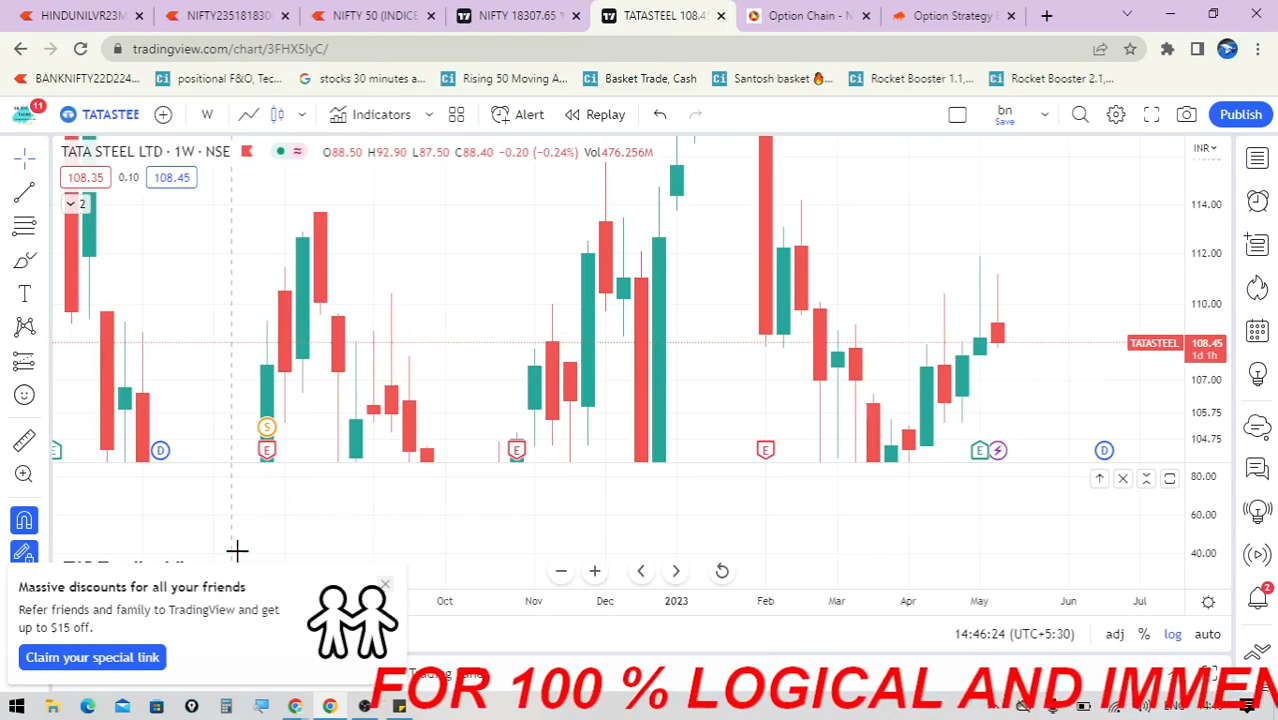 HINDUNILVR23M
NIFTY235181830
NIFTY 50 (INDICE
NIFTY 18307.65
TATASTEEL 108.4
Option Chain - N
Option Strategy
tradingview.com/chart/3FHX5lyC/
BANKNIFTY22D224...
positional F&O, Tec...
stocks 30 minutes a...
Rising 50 Moving A...
Basket Trade, Cash
Santosh basket 🔥...
Rocket Booster 1.1,...
Rocket Booster 2.1,...
11
TATASTEE
W
Indicators
Alert
Replay
bn
Save
Publish
TATA STEEL LTD · 1W · NSE
O88.50 H92.90 L87.50 C88.40 -0.20 (-0.24%) Vol476.256M
INR
108.35
0.10
108.45
2
114.00
112.00
110.00
TATASTEEL
108.45
1d 1h
107.00
105.75
104.75
S
E
D
E
E
E
E
D
80.00
60.00
40.00
Massive discounts for all your friends
Refer friends and family to TradingView and get
up to $15 off.
Claim your special link
Oct
Nov
Dec
2023
Feb
Mar
Apr
May
Jun
Jul
14:46:24 (UTC+5:30)
adj
%
log
auto
2
FOR 100 % LOGICAL AND IMMEN